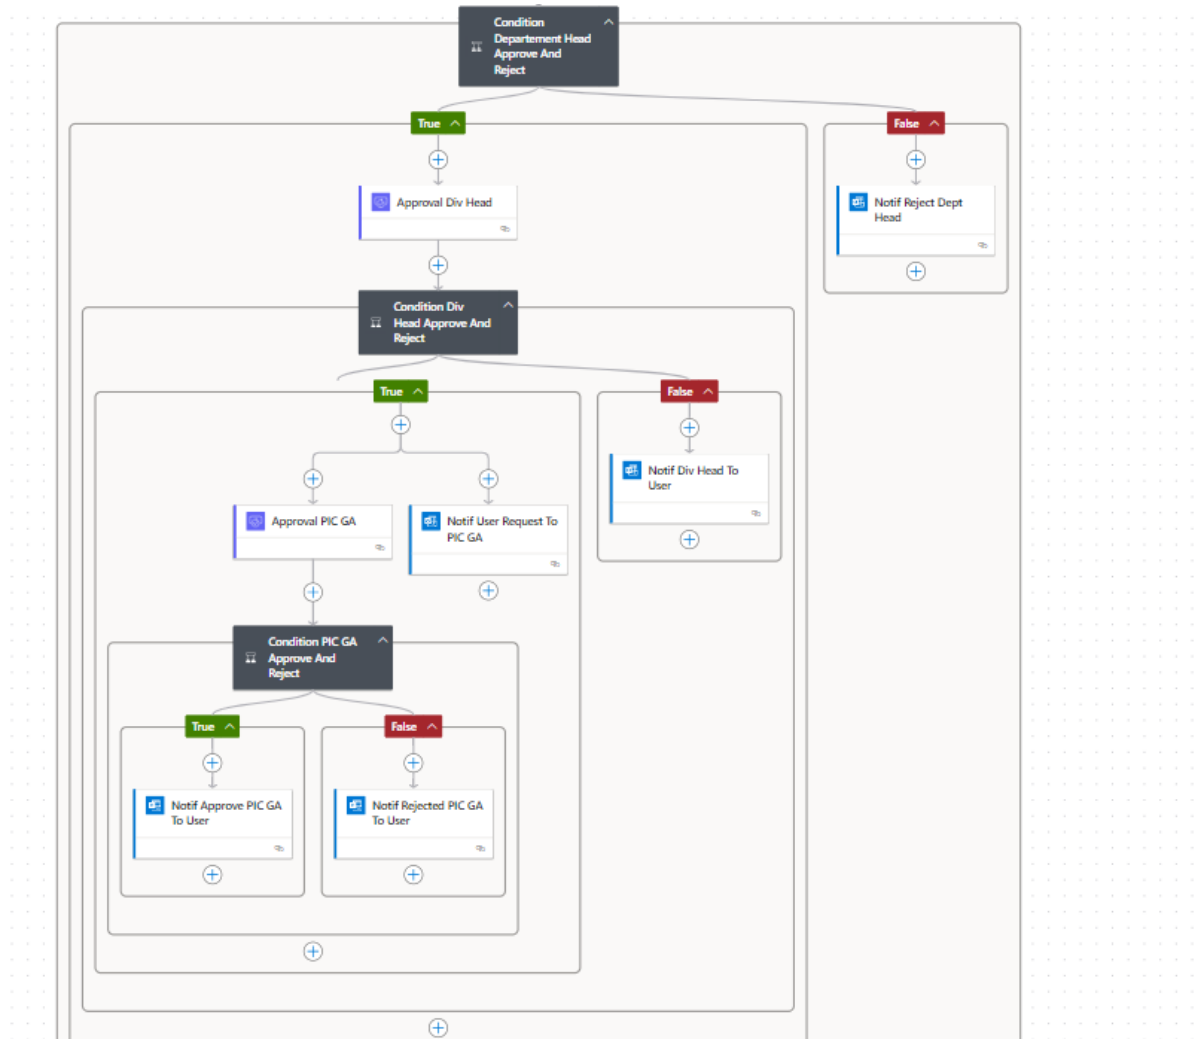 Condition
Departement Head
Approve And
Reject
True
False
Approval Div Head
Notif Reject Dept
Head
Condition Div
Head Approve And
Reject
True
False
Notif Div Head To
User
Approval PIC GA
Notif User Request To
PIC GA
Condition PIC GA
Approve And
Reject
True
False
Notif Approve PIC GA
To User
Notif Rejected PIC GA
To User